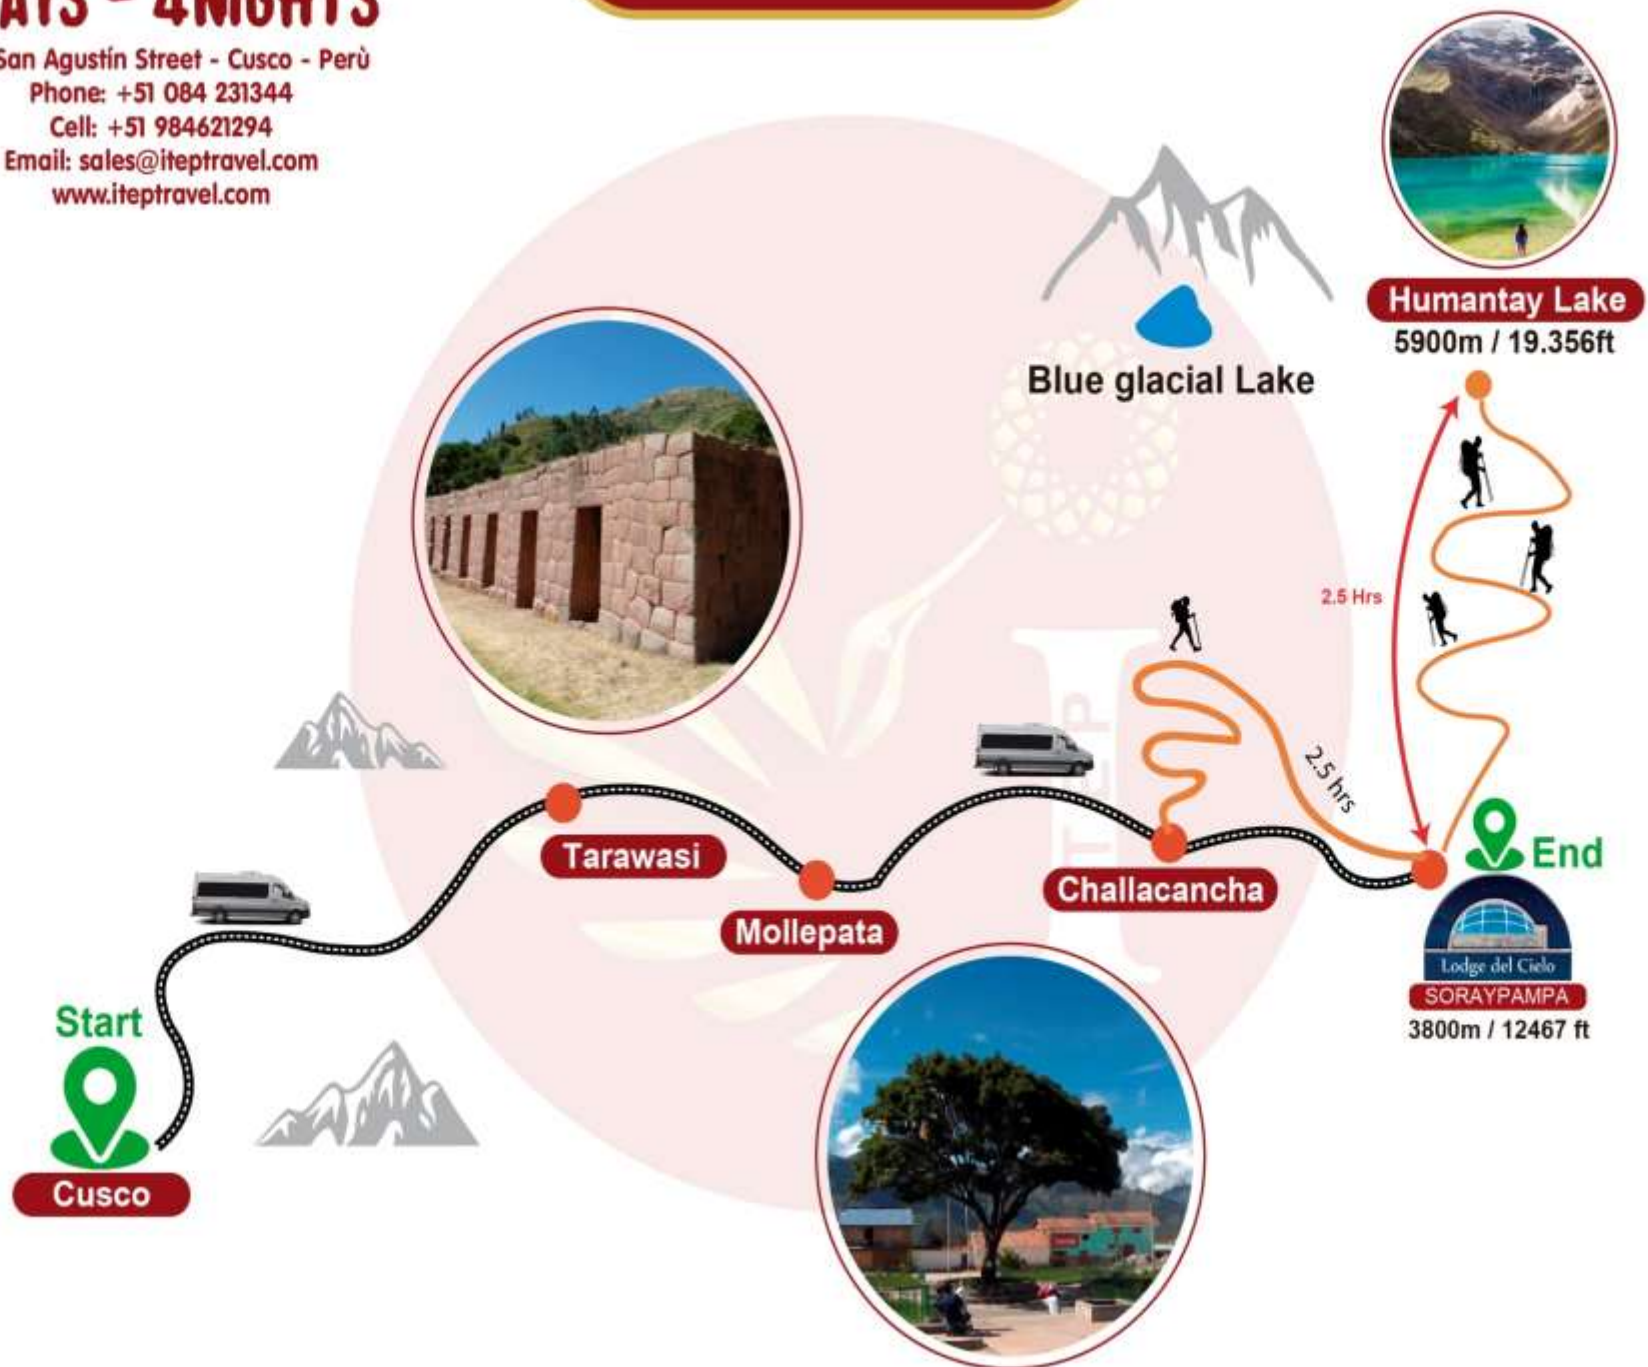 4NIGHTS
San Agustín Street - Cusco - Perù
Phone: +51 084 231344
Cell: +51 984621294
Email: sales@iteptravel.com
www.iteptravel.com
Humantay Lake
5900m / 19.356ft
Blue glacial Lake
2.5 Hrs
2.5 hrs
Tarawasi
Mollepata
Challacancha
End
Lodge del Cielo
SORAYPAMPA
3800m / 12467 ft
Start
Cusco
ITEP